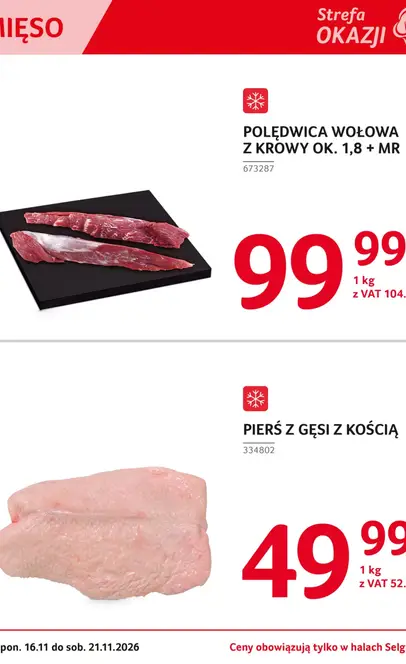 MIĘSO
Strefa
OKAZJI
POLĘDWICA WOŁOWA
Z KROWY OK. 1,8 + MR
673287
99 99
1 kg
z VAT 104.
PIERŚ Z GĘSI Z KOŚCIĄ
334802
49 99
1 kg
z VAT 52.
pon. 16.11 do sob. 21.11.2026
Ceny obowiązują tylko w halach Selg